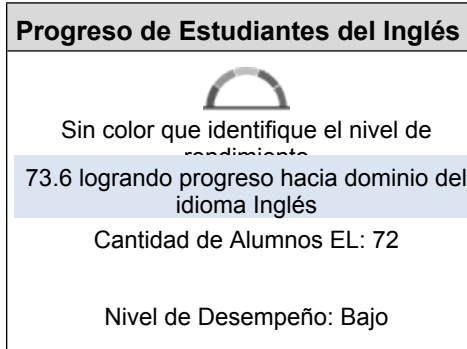 Progreso de Estudiantes del Inglés
Sin color que identifique el nivel de
73.6 logrando progreso hacia dominio del
idioma Inglés
Cantidad de Alumnos EL: 72
Nivel de Desempeño: Bajo